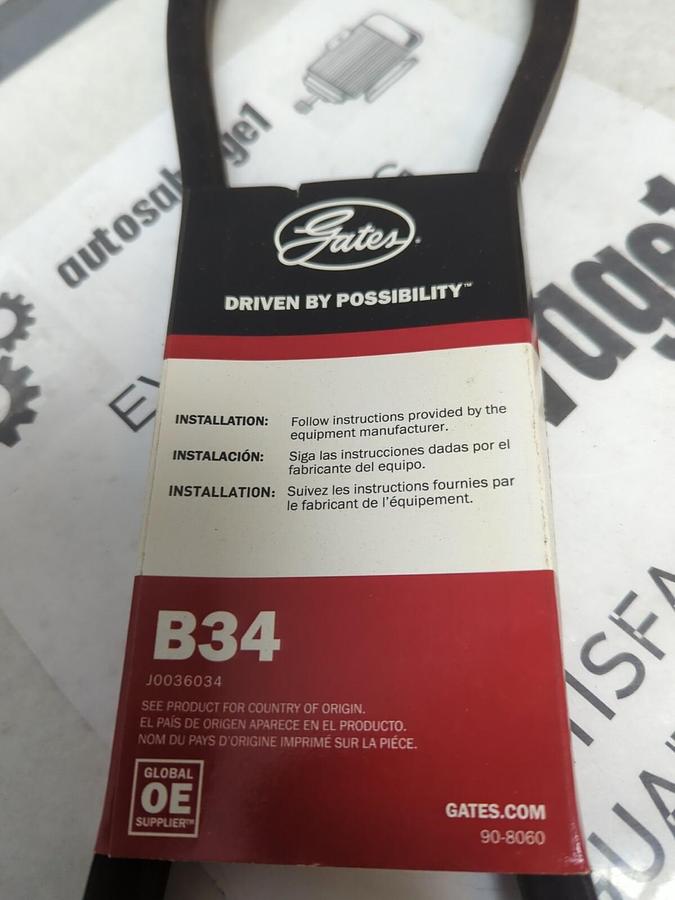 autosalvage1
Gates
DRIVEN BY POSSIBILITY™
INSTALLATION: Follow instructions provided by the
equipment manufacturer.
INSTALACIÓN: Siga las instrucciones dadas por el
fabricante del equipo.
INSTALLATION: Suivez les instructions fournies par
le fabricant de l'équipement.
B34
J0036034
SEE PRODUCT FOR COUNTRY OF ORIGIN.
EL PAÍS DE ORIGEN APARECE EN EL PRODUCTO.
NOM DU PAYS D'ORIGINE IMPRIMÉ SUR LA PIÉCE.
GLOBAL
OE
SUPPLIER™
GATES.COM
90-8060